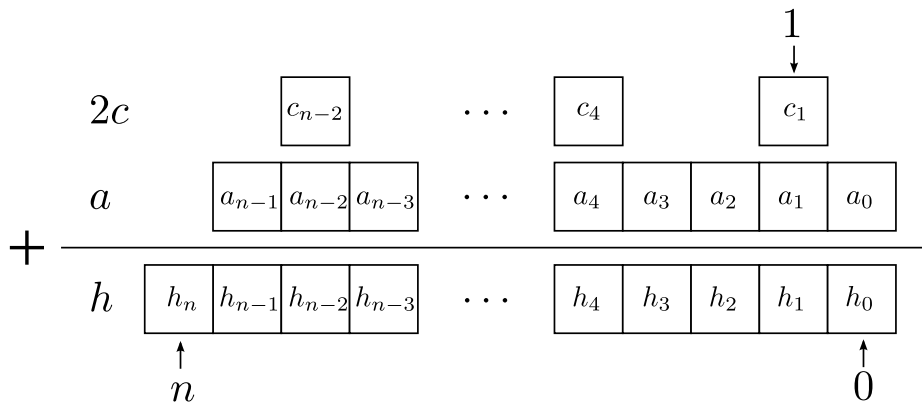 1
2c c_{n-2} ··· c_4 c_1
a a_{n-1} a_{n-2} a_{n-3} ··· a_4 a_3 a_2 a_1 a_0
+
h h_n h_{n-1} h_{n-2} h_{n-3} ··· h_4 h_3 h_2 h_1 h_0
n 0